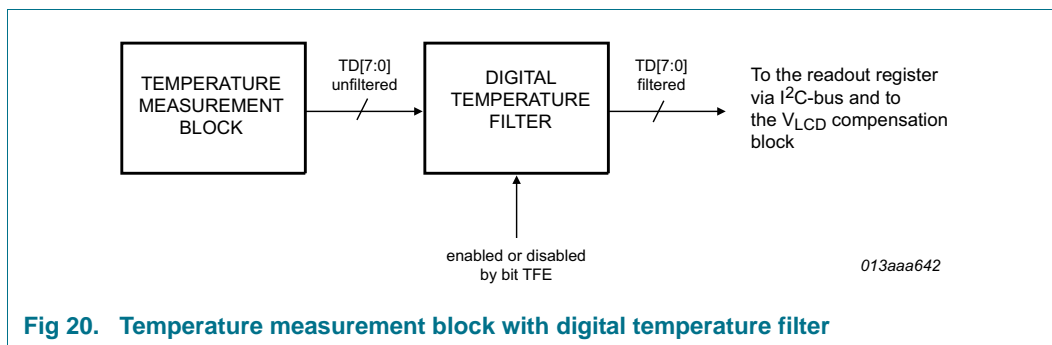 TEMPERATURE
MEASUREMENT
BLOCK
TD[7:0]
unfiltered
DIGITAL
TEMPERATURE
FILTER
TD[7:0]
filtered
To the readout register
via I²C-bus and to
the VLCD compensation
block
enabled or disabled
by bit TFE
013aaa642
Fig 20. Temperature measurement block with digital temperature filter